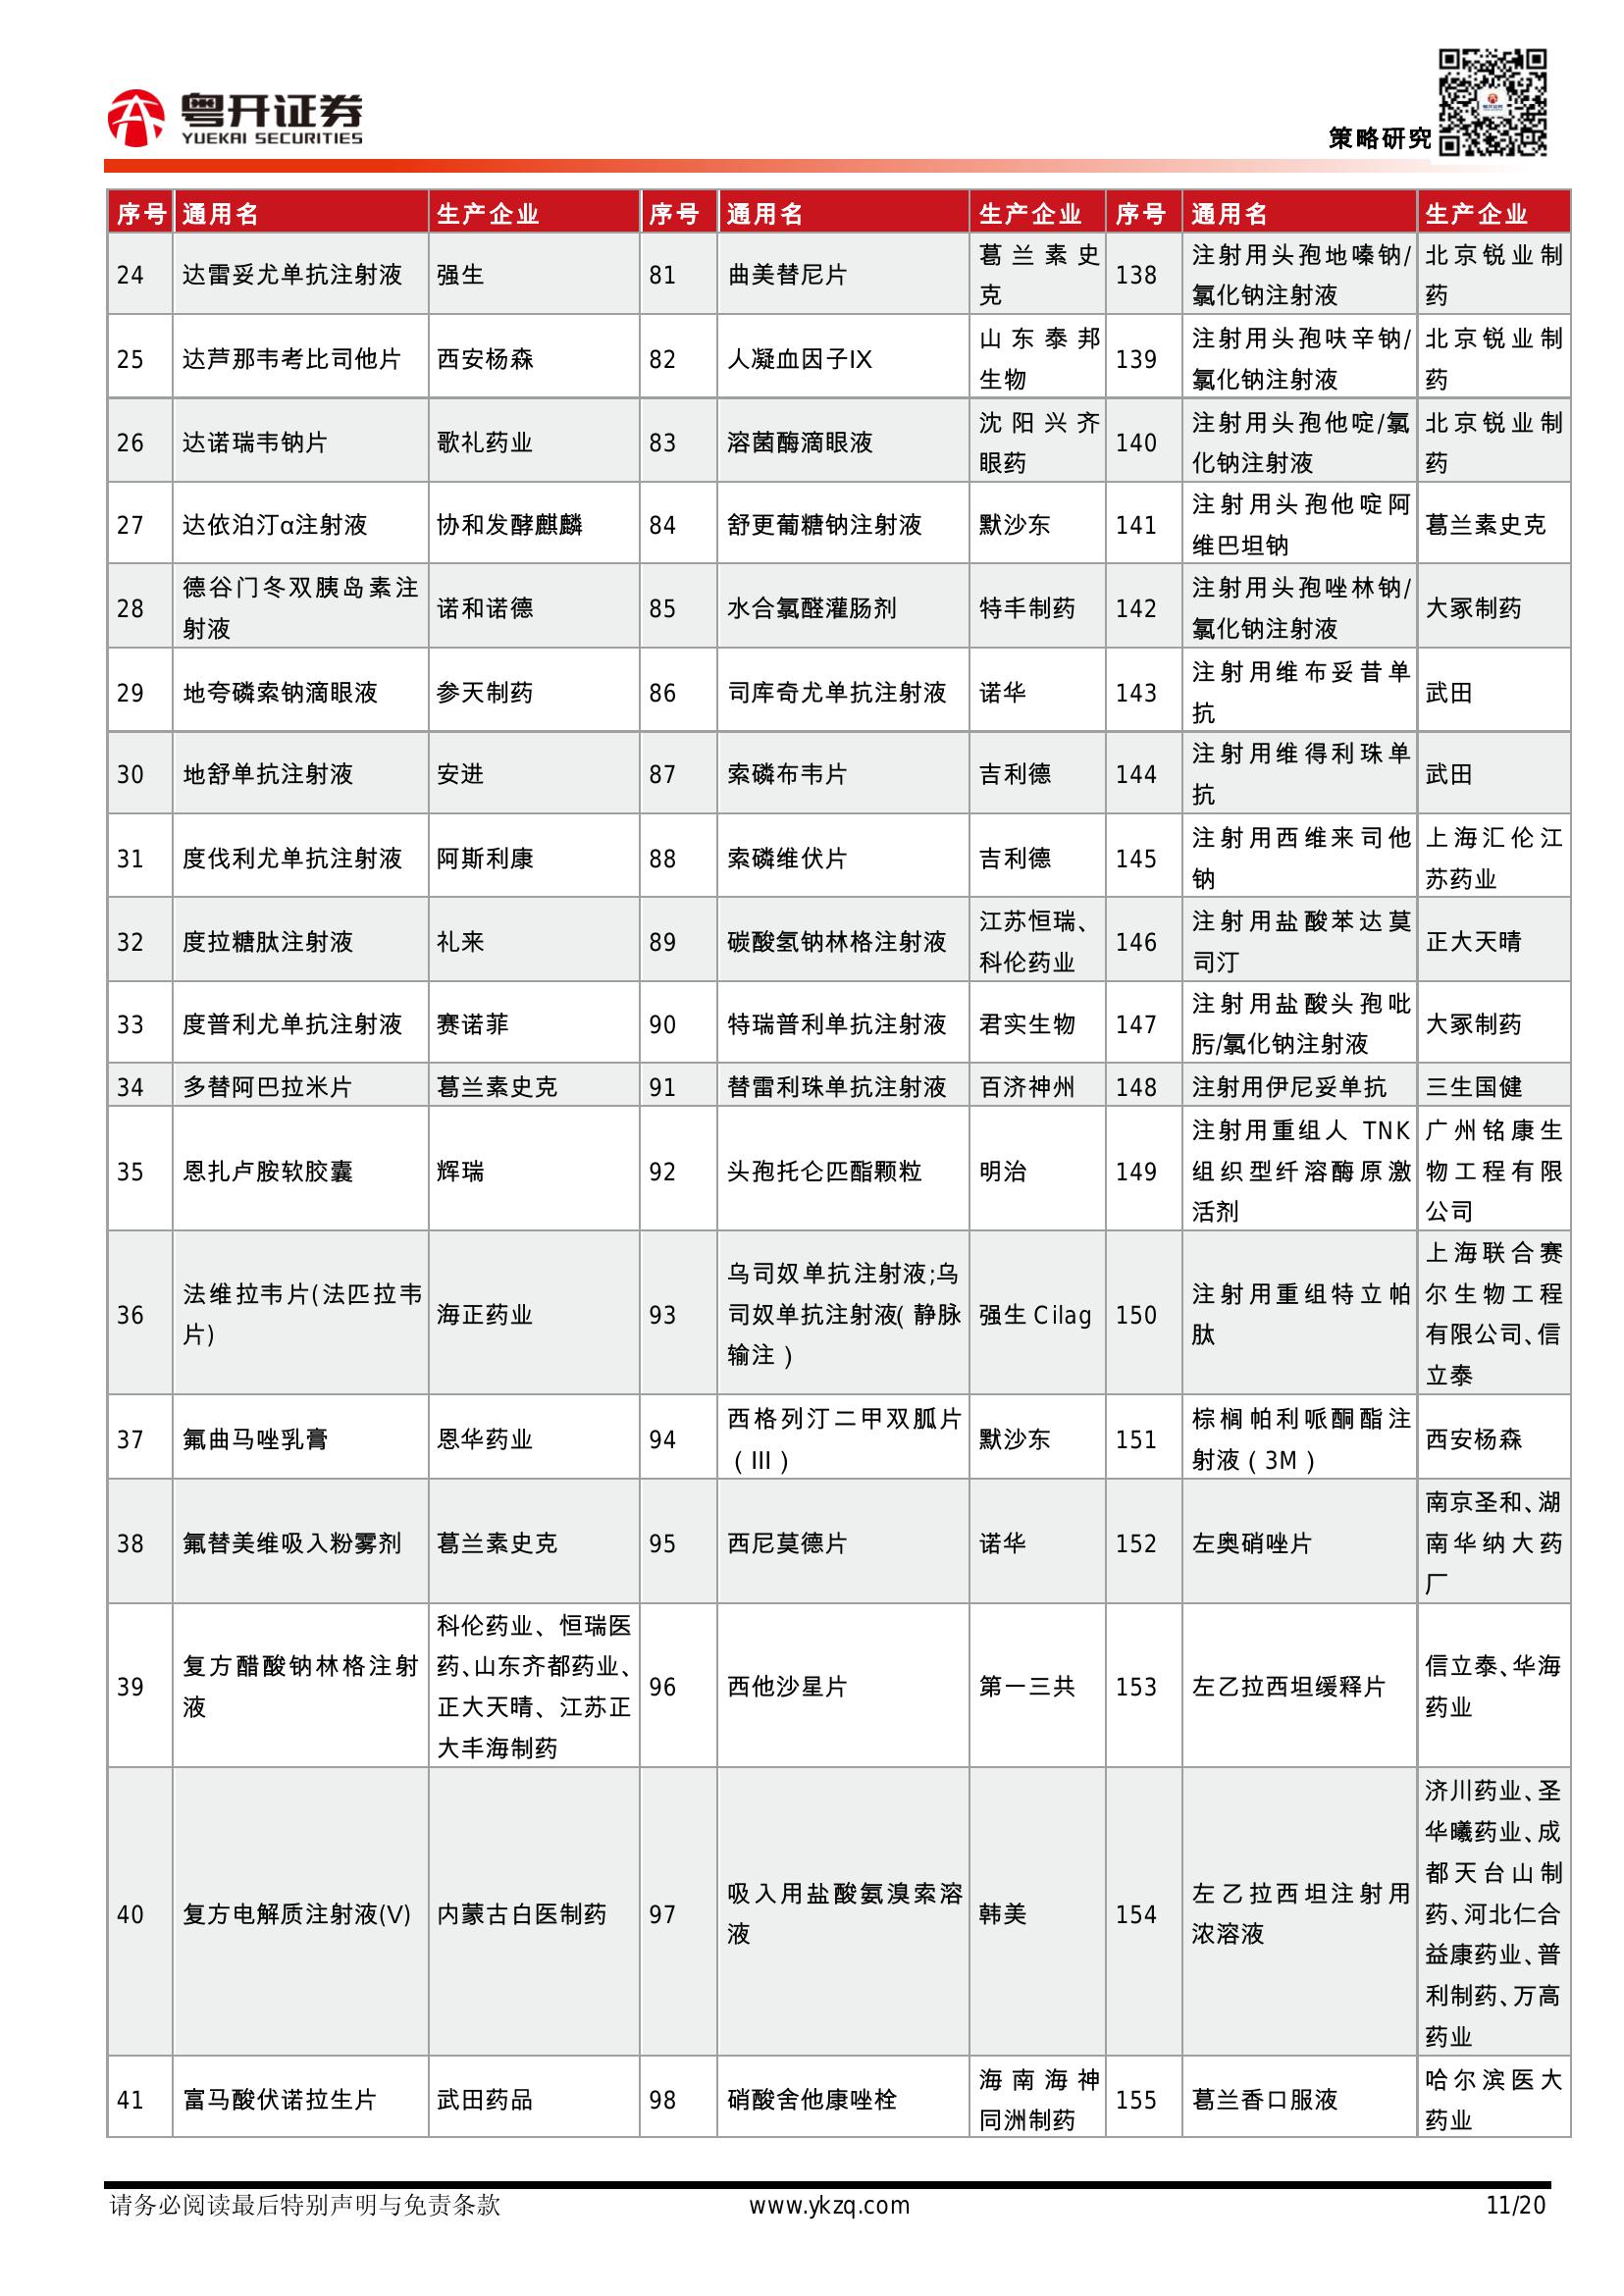 粤开证券
YUEKAI SECURITIES
策略研究
序号 通用名 生产企业 序号 通用名 生产企业 序号 通用名 生产企业
24 达雷妥尤单抗注射液 强生 81 曲美替尼片 葛兰素史克 138 注射用头孢地嗪钠/氯化钠注射液 北京锐业制药
25 达芦那韦考比司他片 西安杨森 82 人凝血因子IX 山东泰邦生物 139 注射用头孢呋辛钠/氯化钠注射液 北京锐业制药
26 达诺瑞韦钠片 歌礼药业 83 溶菌酶滴眼液 沈阳兴齐眼药 140 注射用头孢他啶/氯化钠注射液 北京锐业制药
27 达依泊汀α注射液 协和发酵麒麟 84 舒更葡糖钠注射液 默沙东 141 注射用头孢他啶阿维巴坦钠 葛兰素史克
28 德谷门冬双胰岛素注射液 诺和诺德 85 水合氯醛灌肠剂 特丰制药 142 注射用头孢唑林钠/氯化钠注射液 大冢制药
29 地夸磷索钠滴眼液 参天制药 86 司库奇尤单抗注射液 诺华 143 注射用维布妥昔单抗 武田
30 地舒单抗注射液 安进 87 索磷布韦片 吉利德 144 注射用维得利珠单抗 武田
31 度伐利尤单抗注射液 阿斯利康 88 索磷维伏片 吉利德 145 注射用西维来司他钠 上海汇伦江苏药业
32 度拉糖肽注射液 礼来 89 碳酸氢钠林格注射液 江苏恒瑞、科伦药业 146 注射用盐酸苯达莫司汀 正大天晴
33 度普利尤单抗注射液 赛诺菲 90 特瑞普利单抗注射液 君实生物 147 注射用盐酸头孢吡肟/氯化钠注射液 大冢制药
34 多替阿巴拉米片 葛兰素史克 91 替雷利珠单抗注射液 百济神州 148 注射用伊尼妥单抗 三生国健
35 恩扎卢胺软胶囊 辉瑞 92 头孢托仑匹酯颗粒 明治 149 注射用重组人 TNK 组织型纤溶酶原激活剂 广州铭康生物工程有限公司
36 法维拉韦片(法匹拉韦片) 海正药业 93 乌司奴单抗注射液;乌司奴单抗注射液(静脉输注) 强生 Cilag 150 注射用重组特立帕肽 上海联合赛尔生物工程有限公司、信立泰
37 氟曲马唑乳膏 恩华药业 94 西格列汀二甲双胍片(III) 默沙东 151 棕榈帕利哌酮酯注射液(3M) 西安杨森
38 氟替美维吸入粉雾剂 葛兰素史克 95 西尼莫德片 诺华 152 左奥硝唑片 南京圣和、湖南华纳大药厂
39 复方醋酸钠林格注射液 科伦药业、恒瑞医药、山东齐都药业、正大天晴、江苏正大丰海制药 96 西他沙星片 第一三共 153 左乙拉西坦缓释片 信立泰、华海药业
40 复方电解质注射液(V) 内蒙古白医制药 97 吸入用盐酸氨溴索溶液 韩美 154 左乙拉西坦注射用浓溶液 济川药业、圣华曦药业、成都天台山制药、河北仁合益康药业、普利制药、万高药业
41 富马酸伏诺拉生片 武田药品 98 硝酸舍他康唑栓 海南海神同洲制药 155 葛兰香口服液 哈尔滨医大药业
请务必阅读最后特别声明与免责条款 www.ykzq.com 11/20